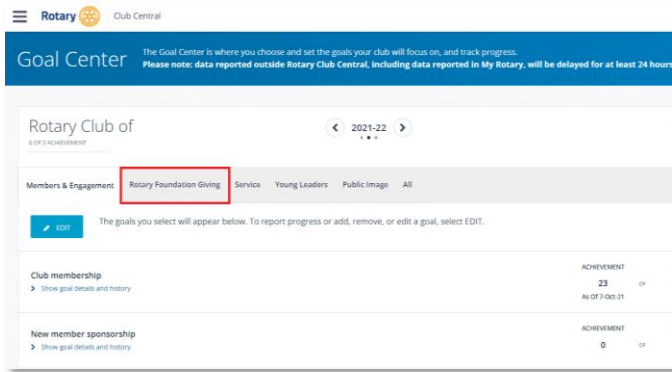 Rotary
Club Central
Goal Center
The Goal Center is where you choose and set the goals your club will focus on, and track progress.
Please note: data reported outside Rotary Club Central, including data reported in My Rotary, will be delayed for at least 24 hours
Rotary Club of
2021-22
0 OF 3 ACHIEVEMENT
Members & Engagement Rotary Foundation Giving Service Young Leaders Public Image All
EDIT
The goals you select will appear below. To report progress or add, remove, or edit a goal, select EDIT.
Club membership
Show goal details and history
ACHIEVEMENT
23 OF
As Of 7-Oct-21
New member sponsorship
Show goal details and history
ACHIEVEMENT
0 OF